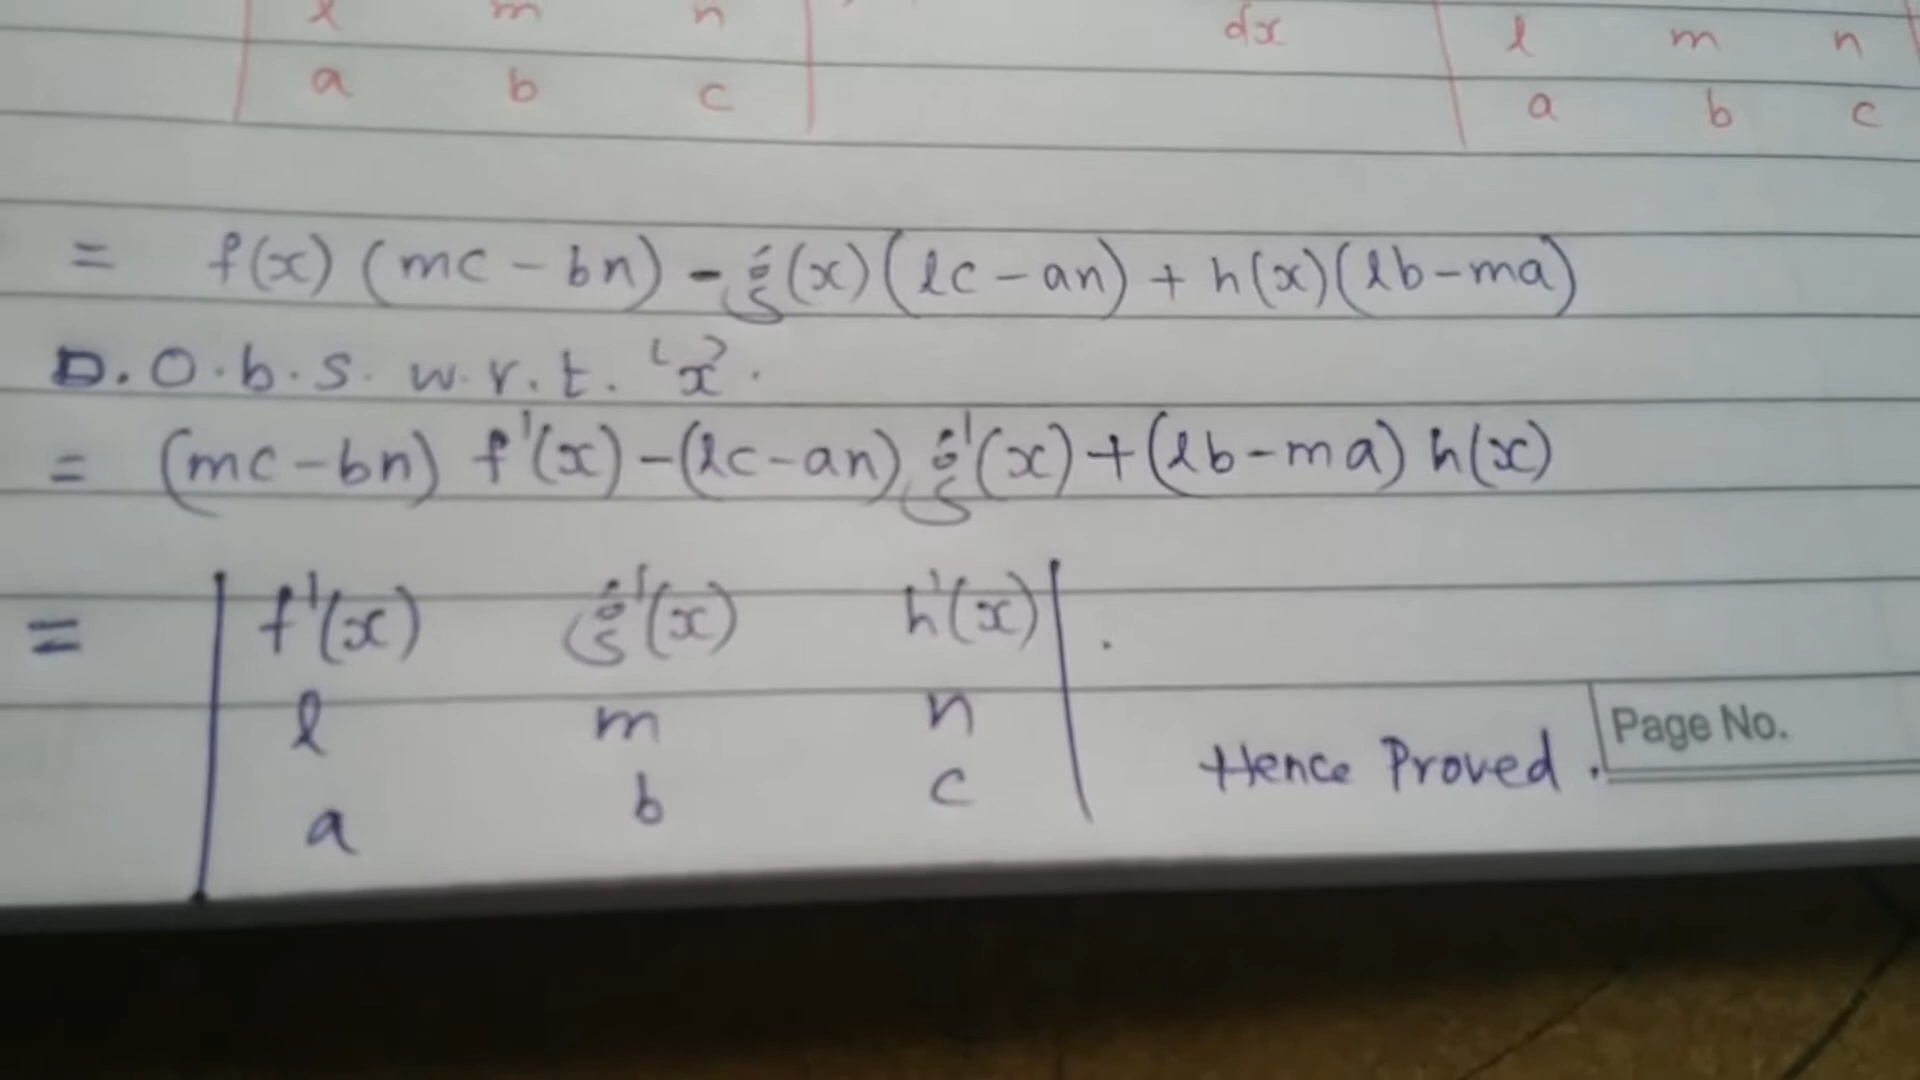 l m n | dx | l m n
a b c | a b c
= f(x) (mc - bn) - g(x) (lc - an) + h(x) (lb - ma)
D.O.b.s. w.r.t. 'x'.
= (mc - bn) f'(x) - (lc - an) g'(x) + (lb - ma) h(x)
= | f'(x) g'(x) h'(x) | .
l m n
Hence Proved . Page No.
a b c